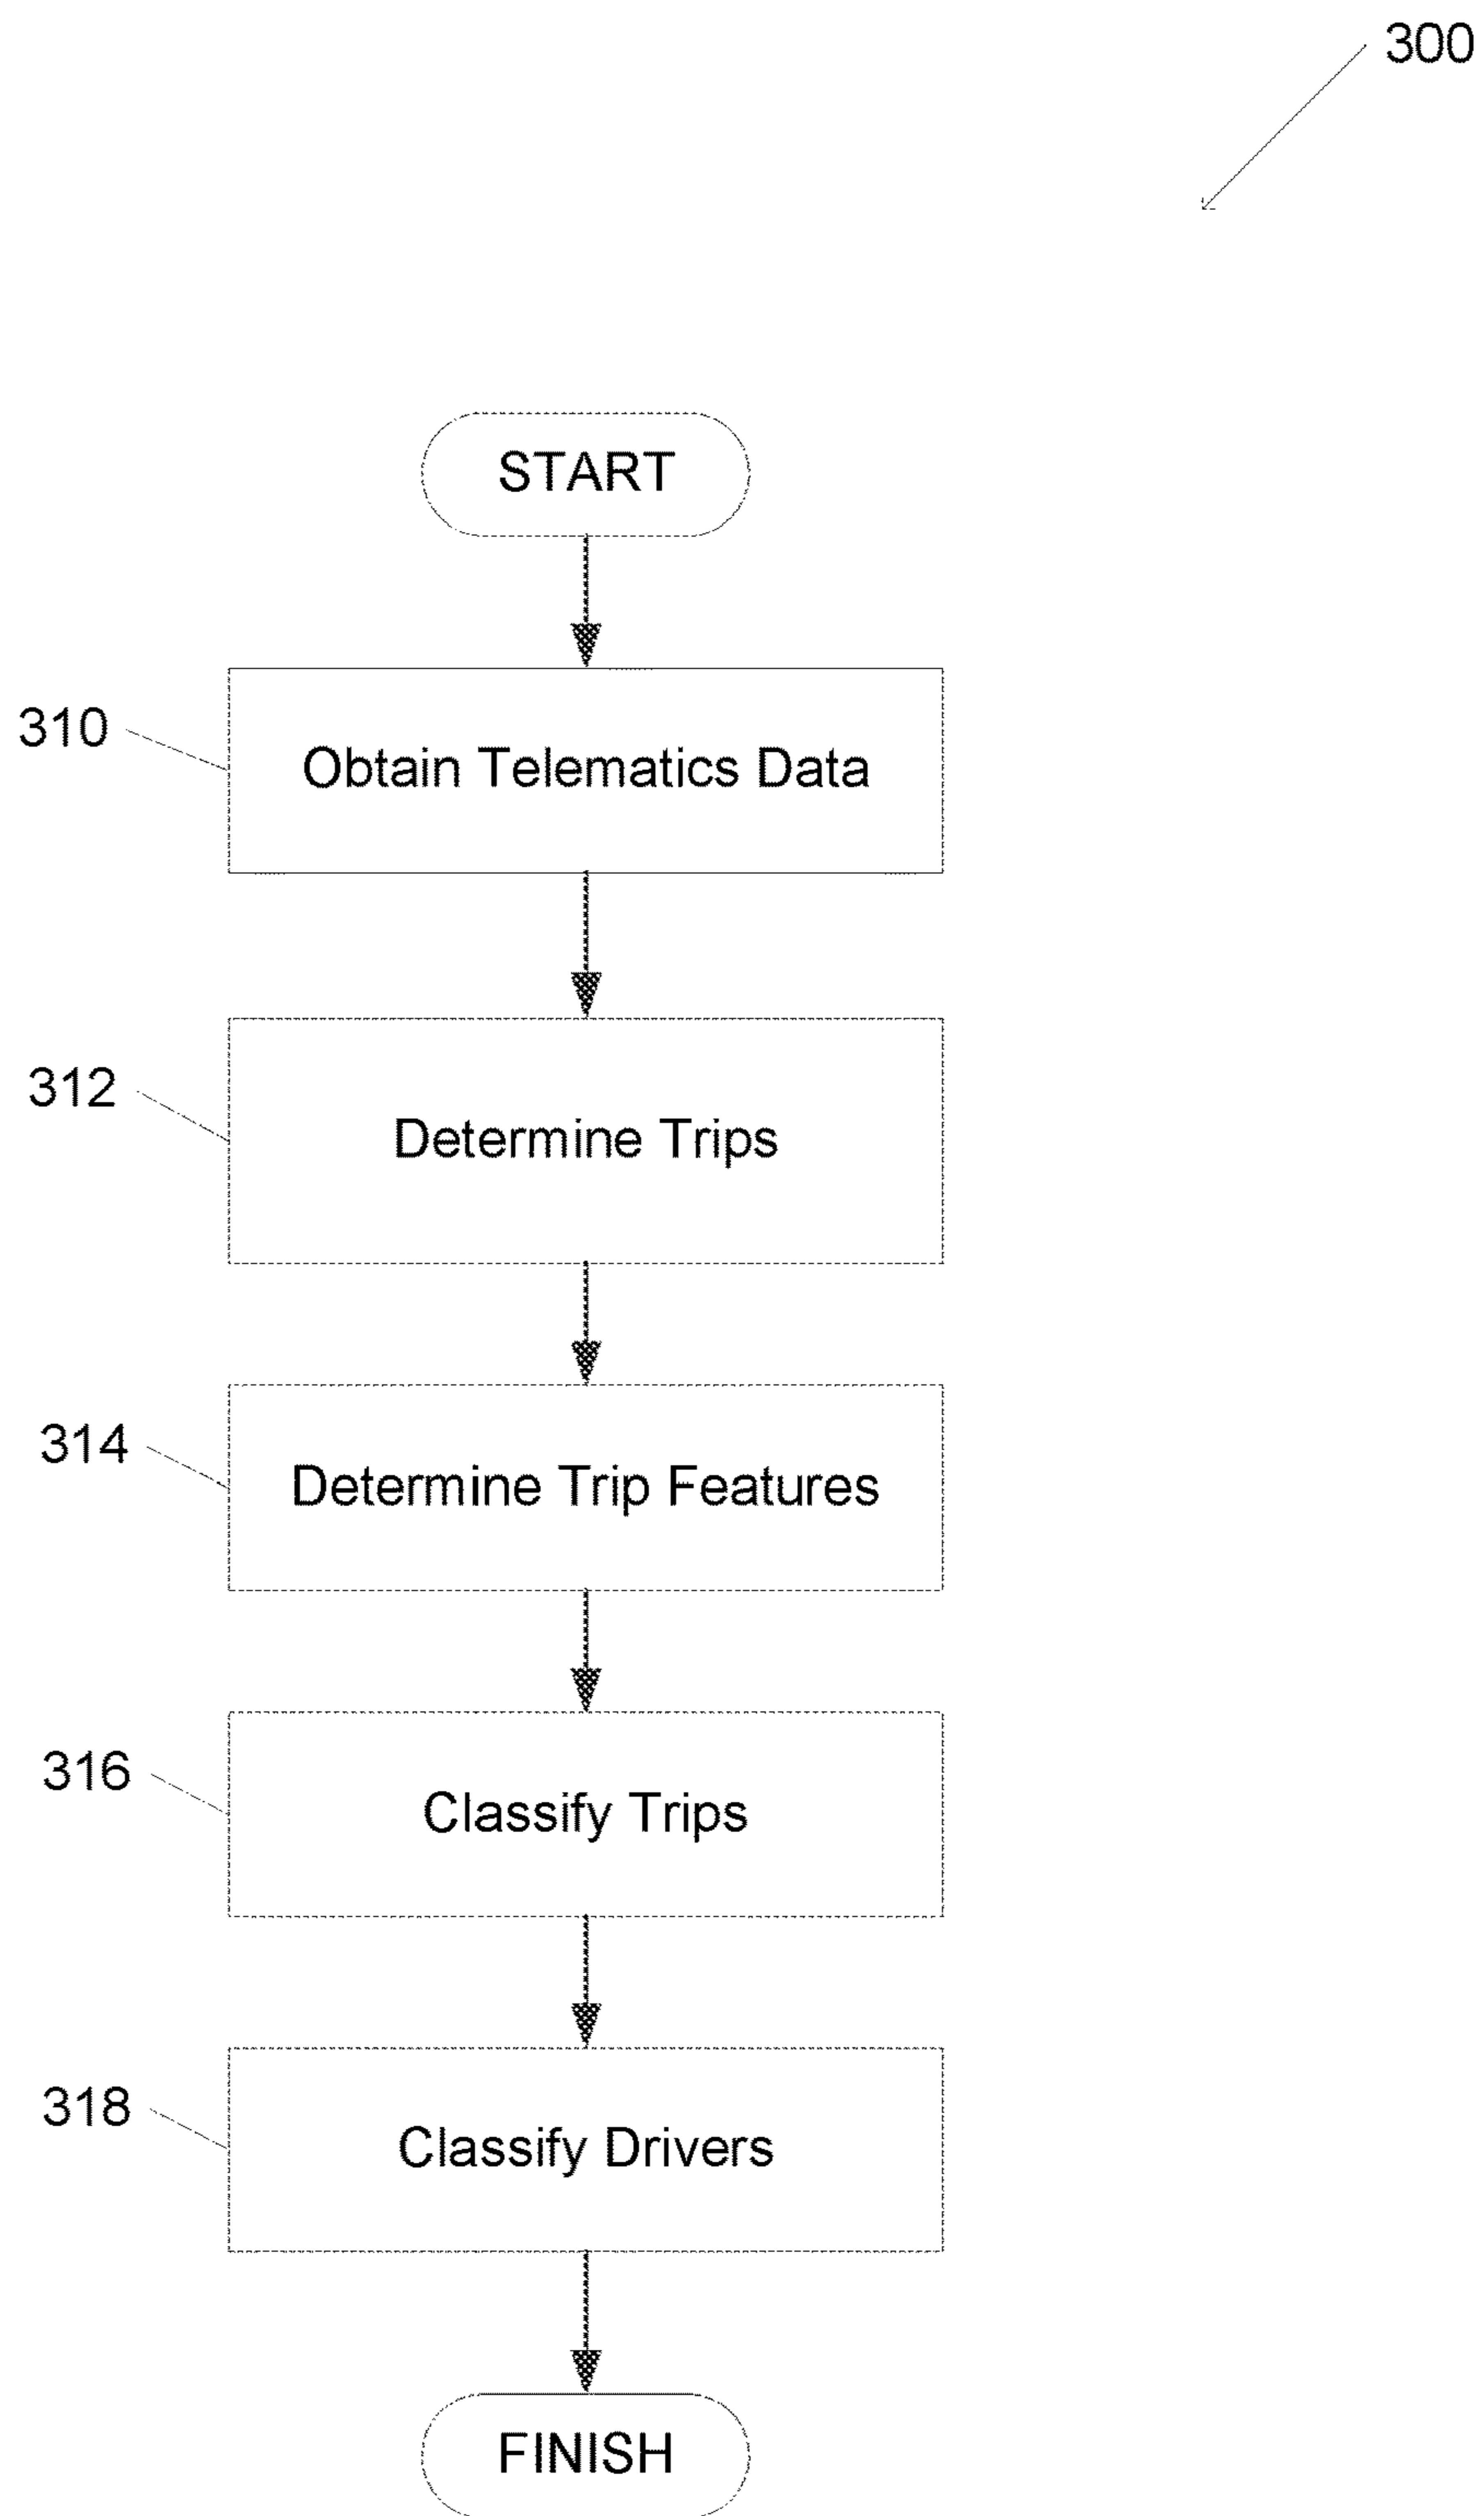 300
START
310
Obtain Telematics Data
312
Determine Trips
314
Determine Trip Features
316
Classify Trips
318
Classify Drivers
FINISH